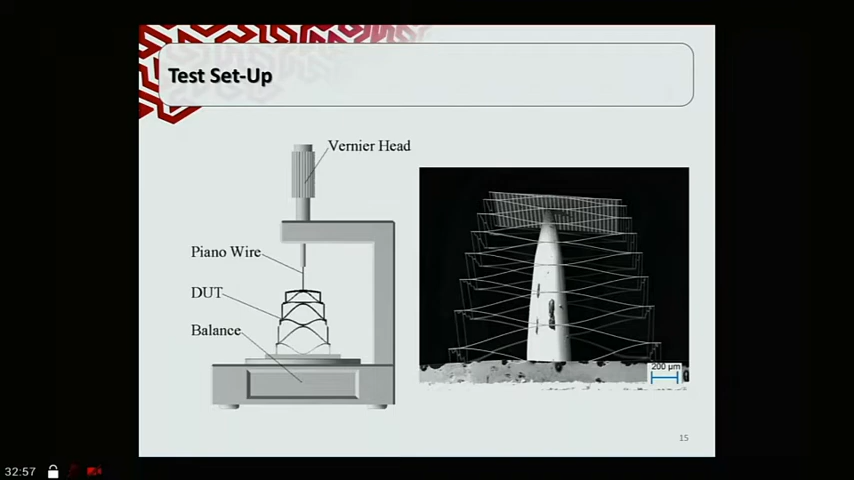 Test Set-Up
Vernier Head
Piano Wire
DUT
Balance
200 µm
15
32:57